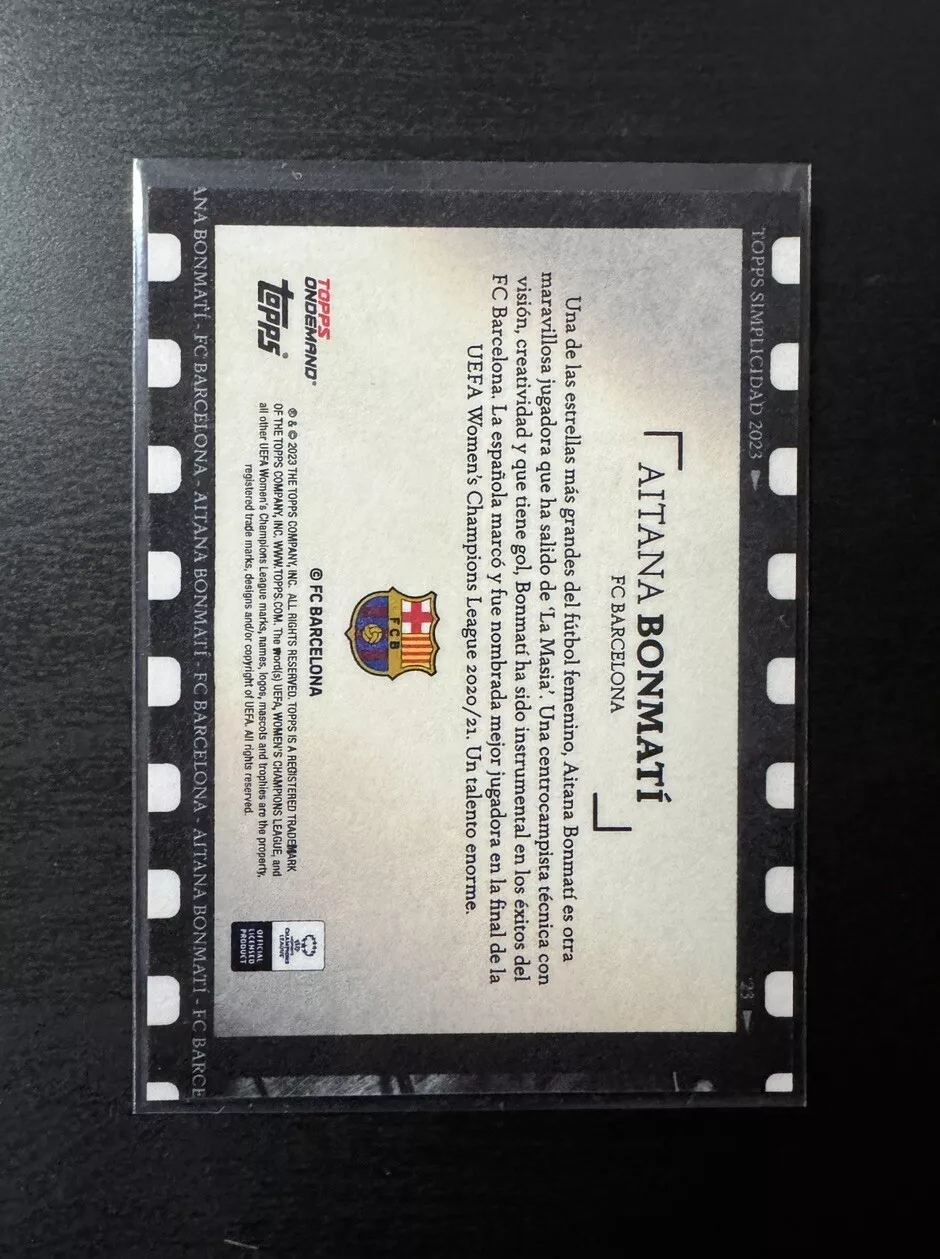 TOPPS SIMPLICIDAD 2023
'23
AITANA BONMATÍ
FC BARCELONA
Una de las estrellas más grandes del fútbol femenino, Aitana Bonmatí es otra
maravillosa jugadora que ha salido de 'La Masia'. Una centrocampista técnica con
visión, creatividad y que tiene gol, Bonmatí ha sido instrumental en los éxitos del
FC Barcelona. La española marcó y fue nombrada mejor jugadora en la final de la
UEFA Women's Champions League 2020/21. Un talento enorme.
FCB
© FC BARCELONA
TOPPS
ONDEMAND®
topps®
® & © 2023 THE TOPPS COMPANY, INC. ALL RIGHTS RESERVED. TOPPS IS A REGISTERED TRADEMARK
OF THE TOPPS COMPANY, INC. WWW.TOPPS.COM. The word(s) UEFA, WOMEN'S CHAMPIONS LEAGUE, and
all other UEFA Women's Champions League marks, names, logos, mascots and trophies are the property,
registered trade marks, designs and/or copyright of UEFA. All rights reserved.
CHAMPIONS
LEAGUE
OFFICIAL
LICENSED
PRODUCT
ANA BONMATÍ - FC BARCELONA - AITANA BONMATÍ - FC BARCELONA - AITANA BONMATÍ - FC BARCE